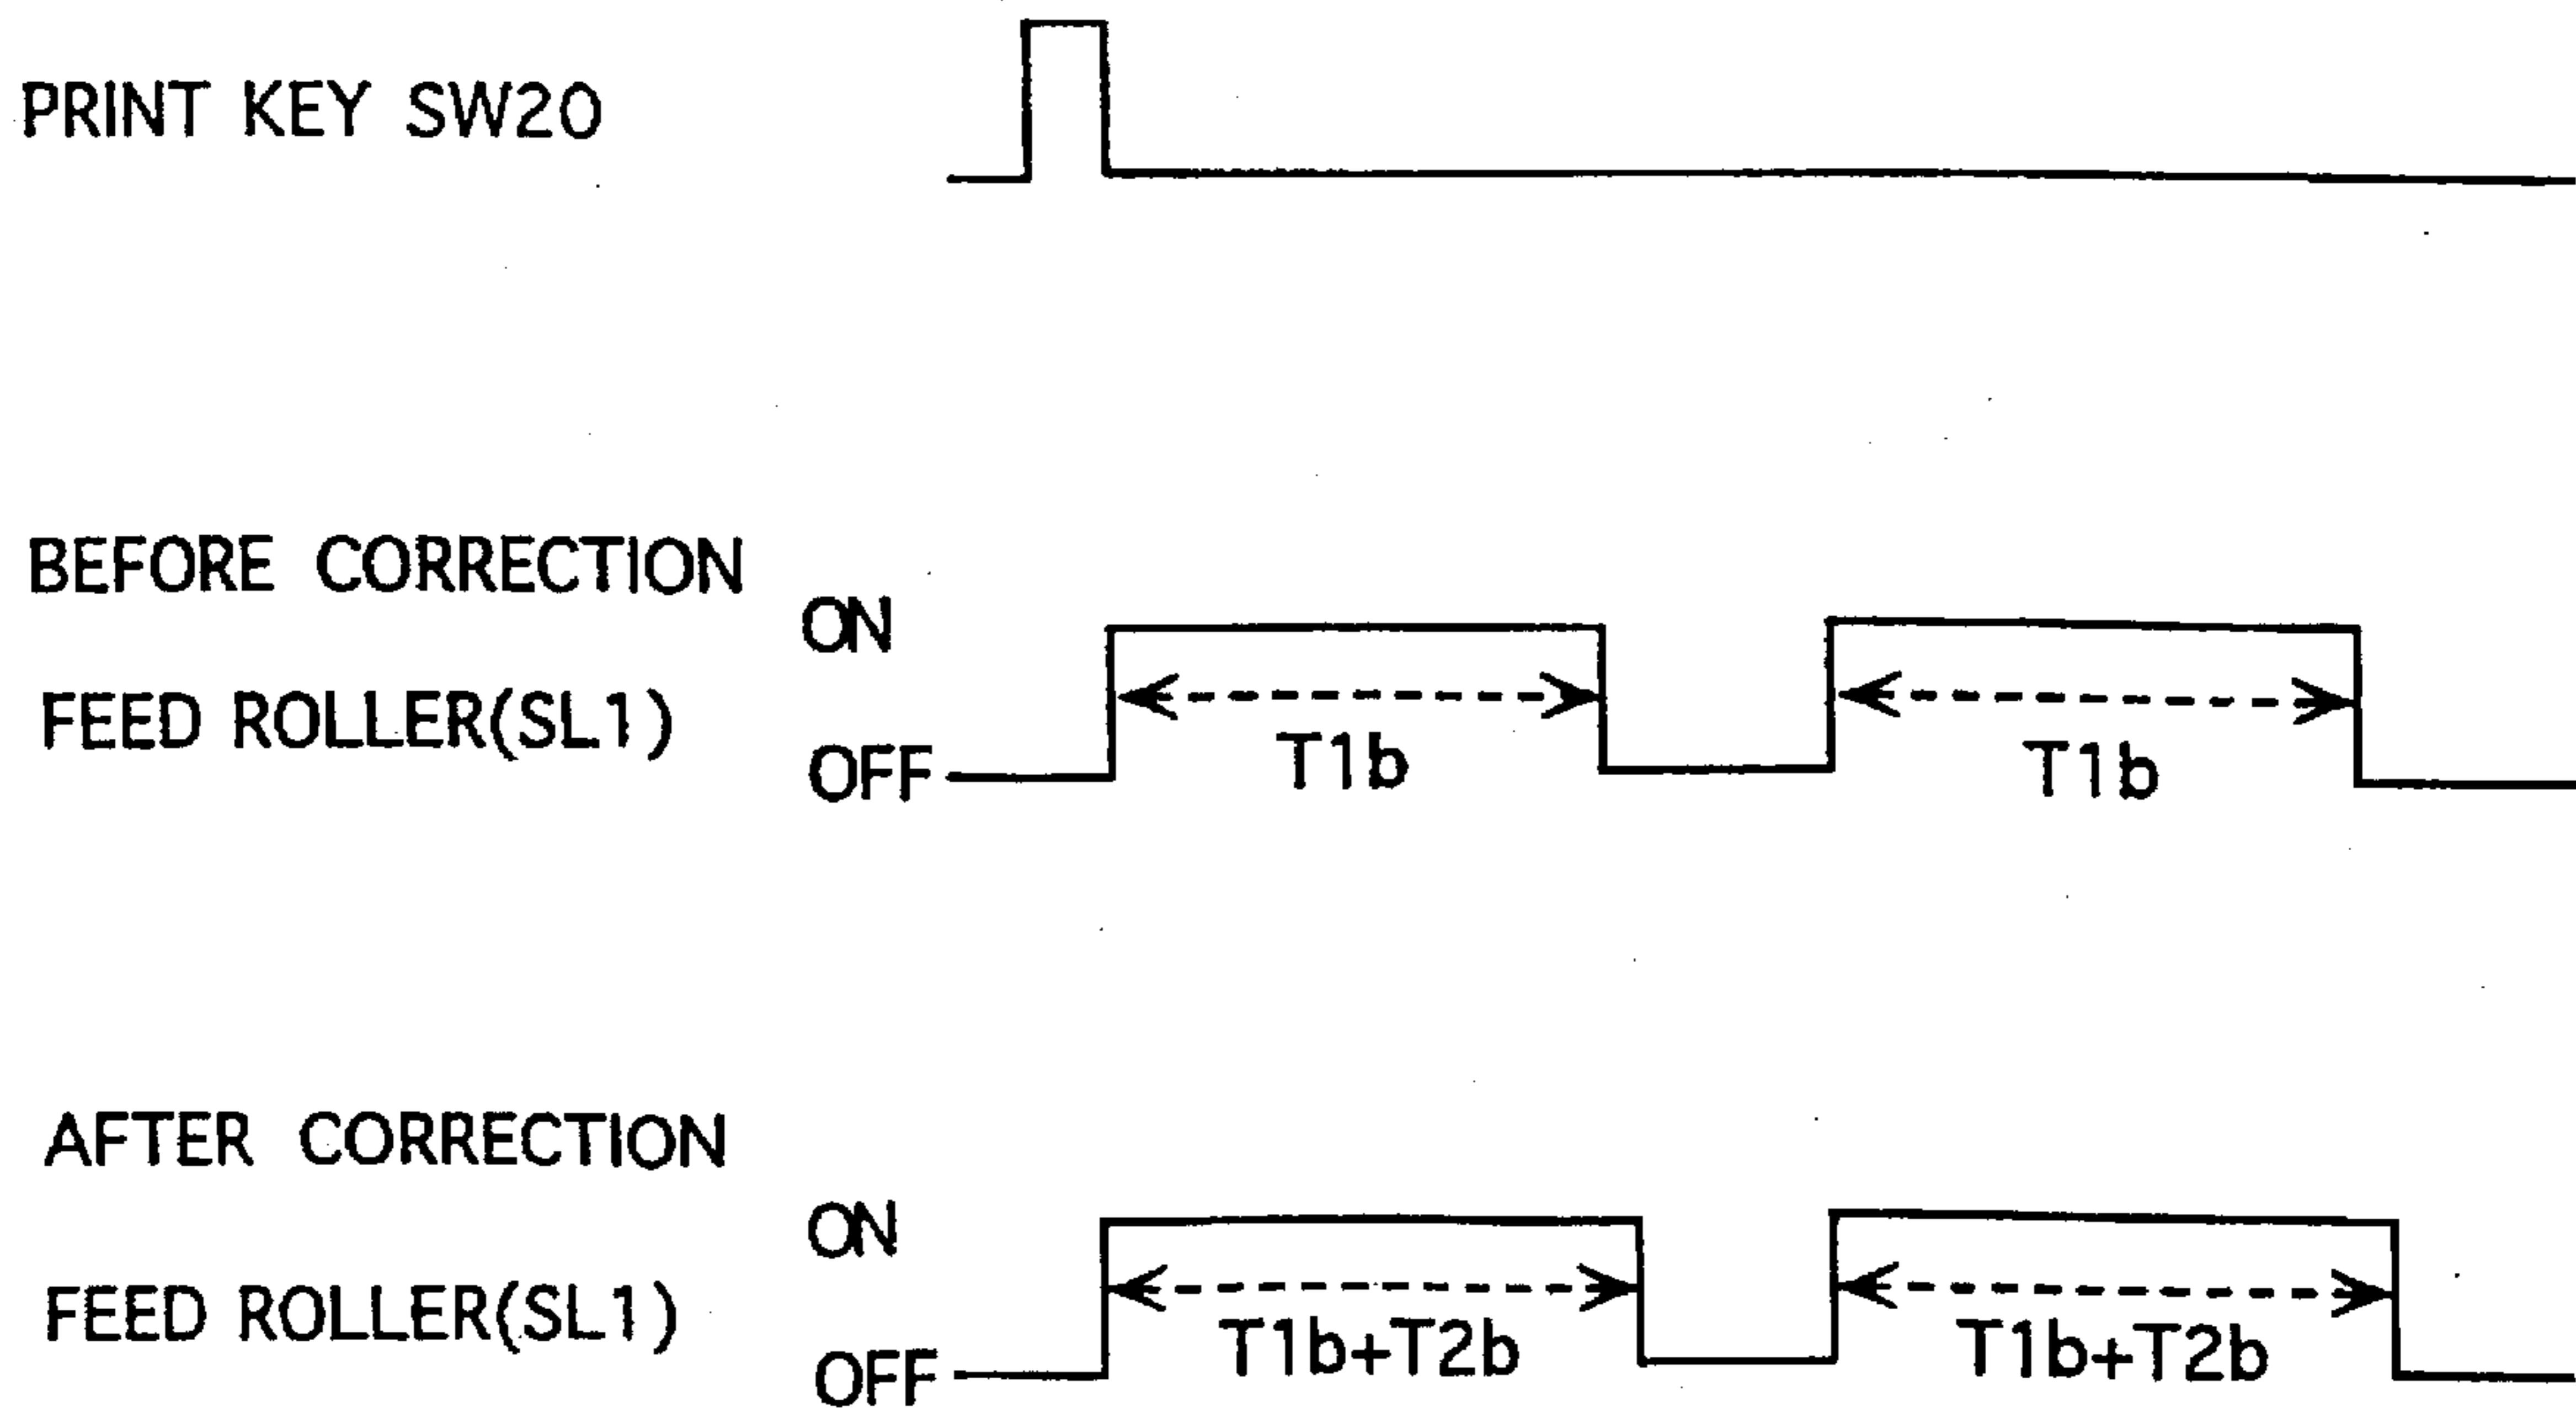 PRINT KEY SW20
BEFORE CORRECTION
ON
FEED ROLLER(SL1)
T1b
T1b
OFF
AFTER CORRECTION
ON
FEED ROLLER(SL1)
T1b+T2b
T1b+T2b
OFF